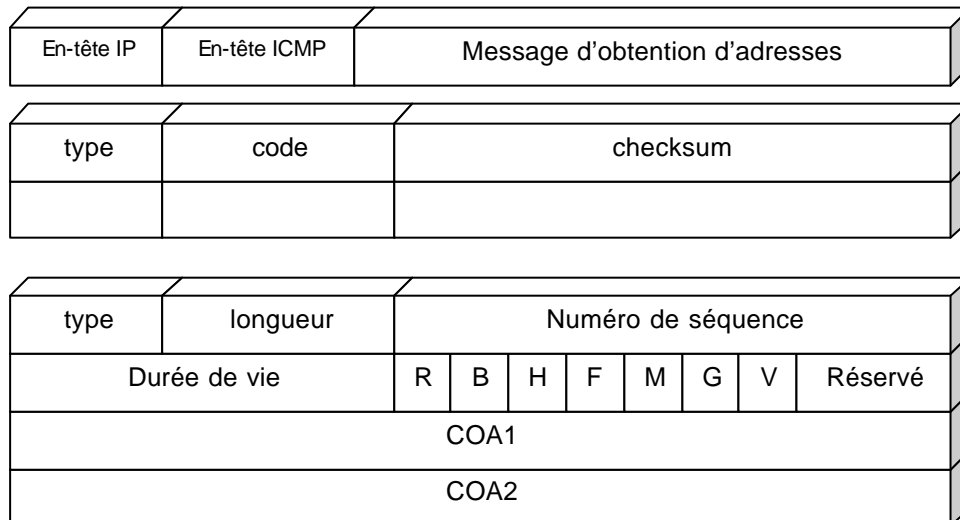 En-tête IP En-tête ICMP Message d’obtention d’adresses
type code checksum
type longueur Numéro de séquence
Durée de vie R B H F M G V Réservé
COA1
COA2